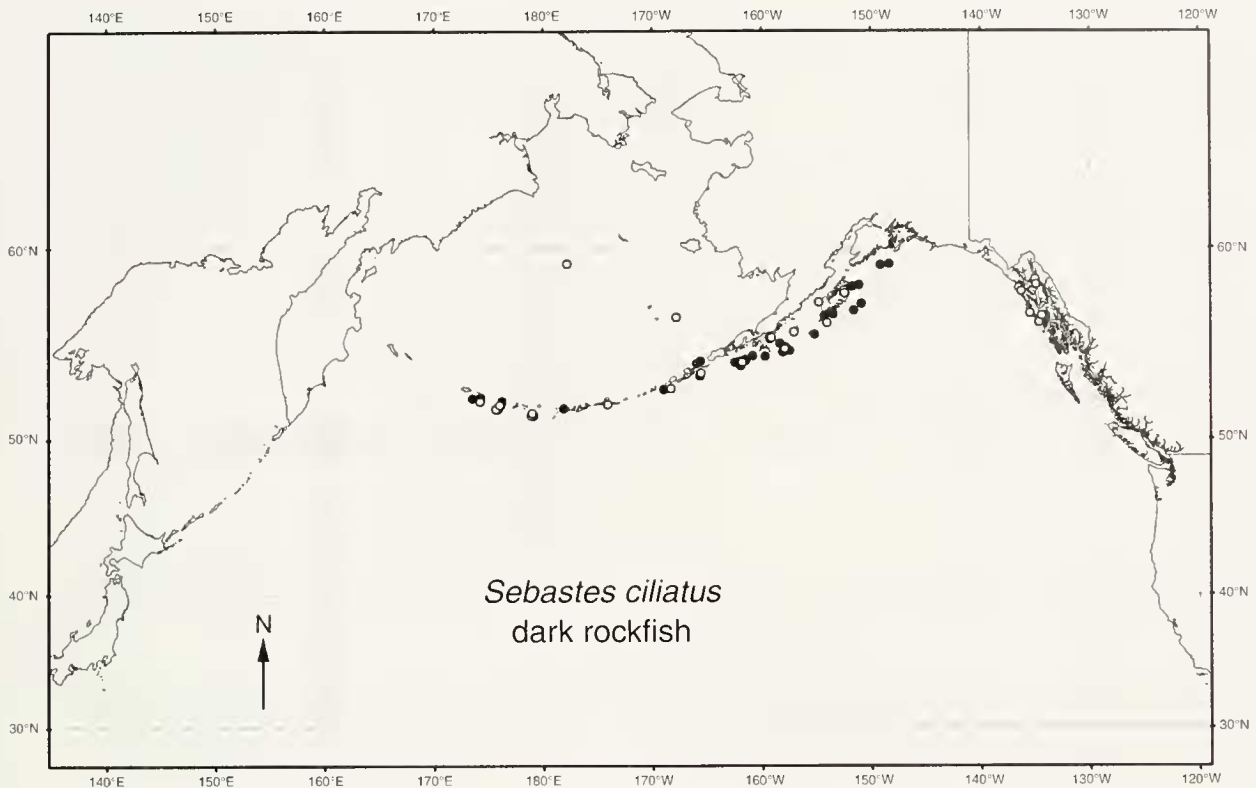 140°E 150°E 160°E 170°E 180°E 170°W 160°W 150°W 140°W 130°W 120°W
60°N 60°N
50°N 50°N
Sebastes ciliatus
40°N 40°N
dark rockfish
N
30°N 30°N
140°E 150°E 160°E 170°E 180°E 170°W 160°W 150°W 140°W 130°W 120°W